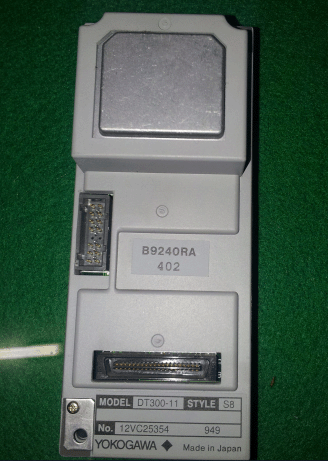 B9240RA
402
MODEL DT300-11 STYLE S8
No. 12VC25354 949
YOKOGAWA Made in Japan